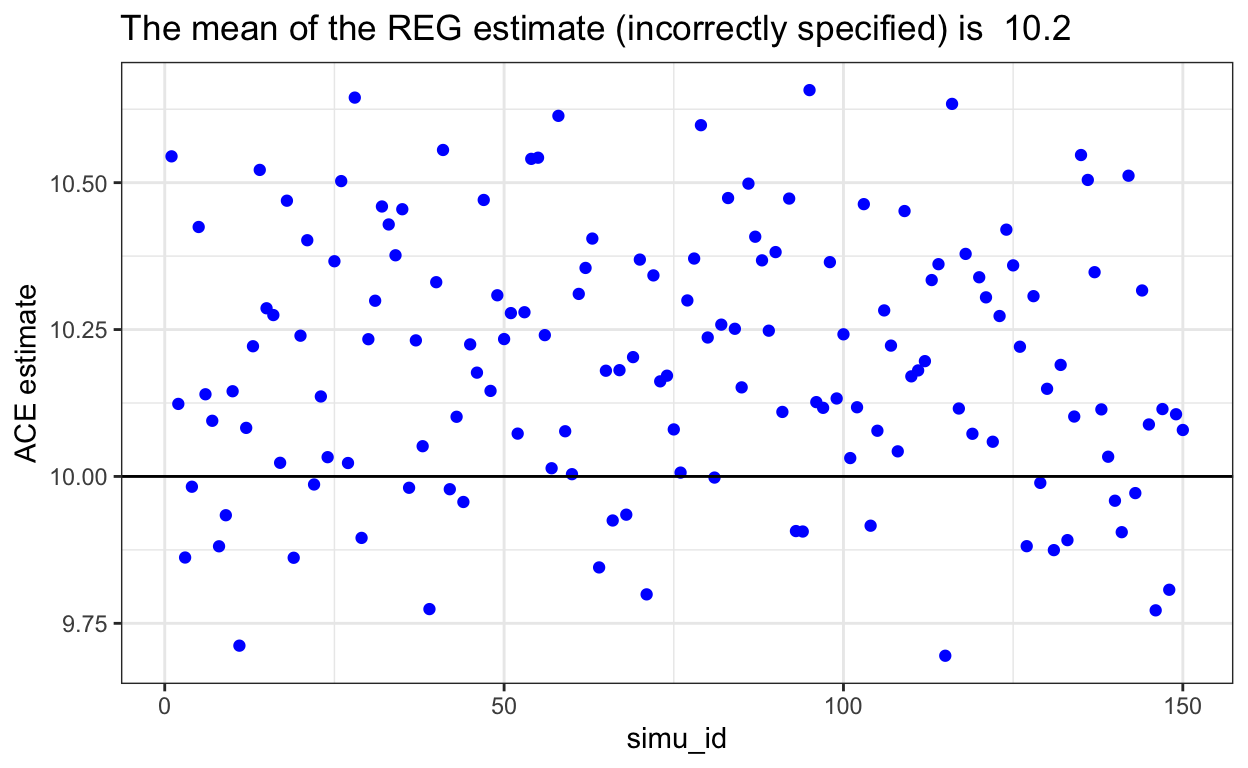 The mean of the REG estimate (incorrectly specified) is  10.2
10.50
10.25
10.00
9.75
ACE estimate
0 50 100 150
simu_id